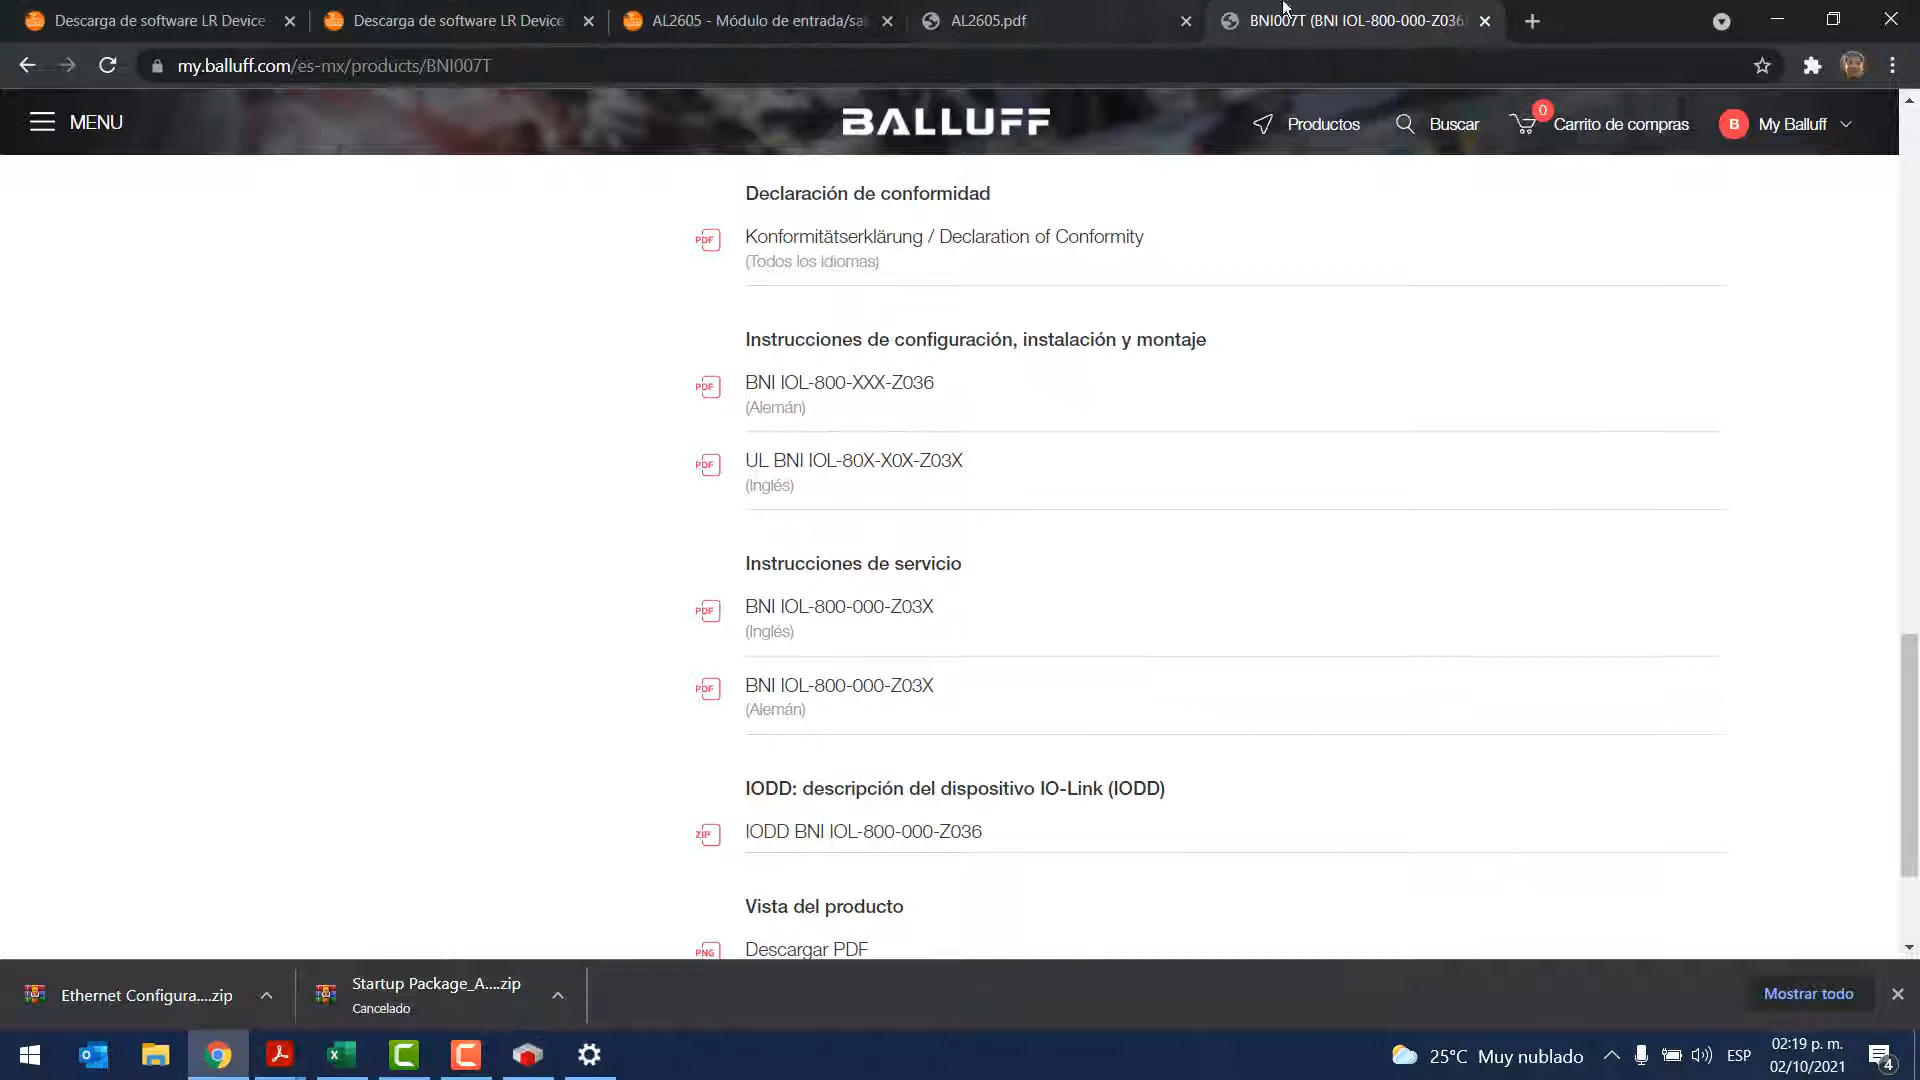 Descarga de software LR Device
Descarga de software LR Device
AL2605 - Módulo de entrada/sa
AL2605.pdf
BNI007T (BNI IOL-800-000-Z036
my.balluff.com/es-mx/products/BNI007T
MENU
BALLUFF
Productos
Buscar
0
Carrito de compras
B
My Balluff
Declaración de conformidad
PDF
Konformitätserklärung / Declaration of Conformity
(Todos los idiomas)
Instrucciones de configuración, instalación y montaje
PDF
BNI IOL-800-XXX-Z036
(Alemán)
PDF
UL BNI IOL-80X-X0X-Z03X
(Inglés)
Instrucciones de servicio
PDF
BNI IOL-800-000-Z03X
(Inglés)
PDF
BNI IOL-800-000-Z03X
(Alemán)
IODD: descripción del dispositivo IO-Link (IODD)
ZIP
IODD BNI IOL-800-000-Z036
Vista del producto
PNG
Descargar PDF
Ethernet Configura....zip
Startup Package_A....zip
Cancelado
Mostrar todo
25°C Muy nublado
ESP
02:19 p. m.
02/10/2021
4